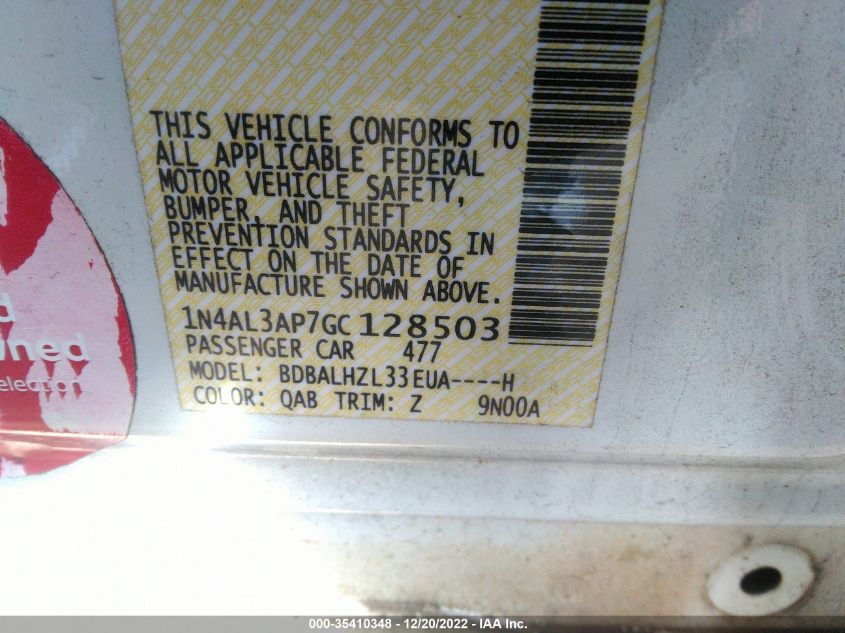 THIS VEHICLE CONFORMS TO
ALL APPLICABLE FEDERAL
MOTOR VEHICLE SAFETY,
BUMPER, AND THEFT
PREVENTION STANDARDS IN
EFFECT ON THE DATE OF
MANUFACTURE SHOWN ABOVE.
1N4AL3AP7GC128503
PASSENGER CAR 477
MODEL: BDBALHZL33EUA----H
COLOR: QAB TRIM: Z 9N00A
000-35410348 - 12/20/2022 - IAA Inc.